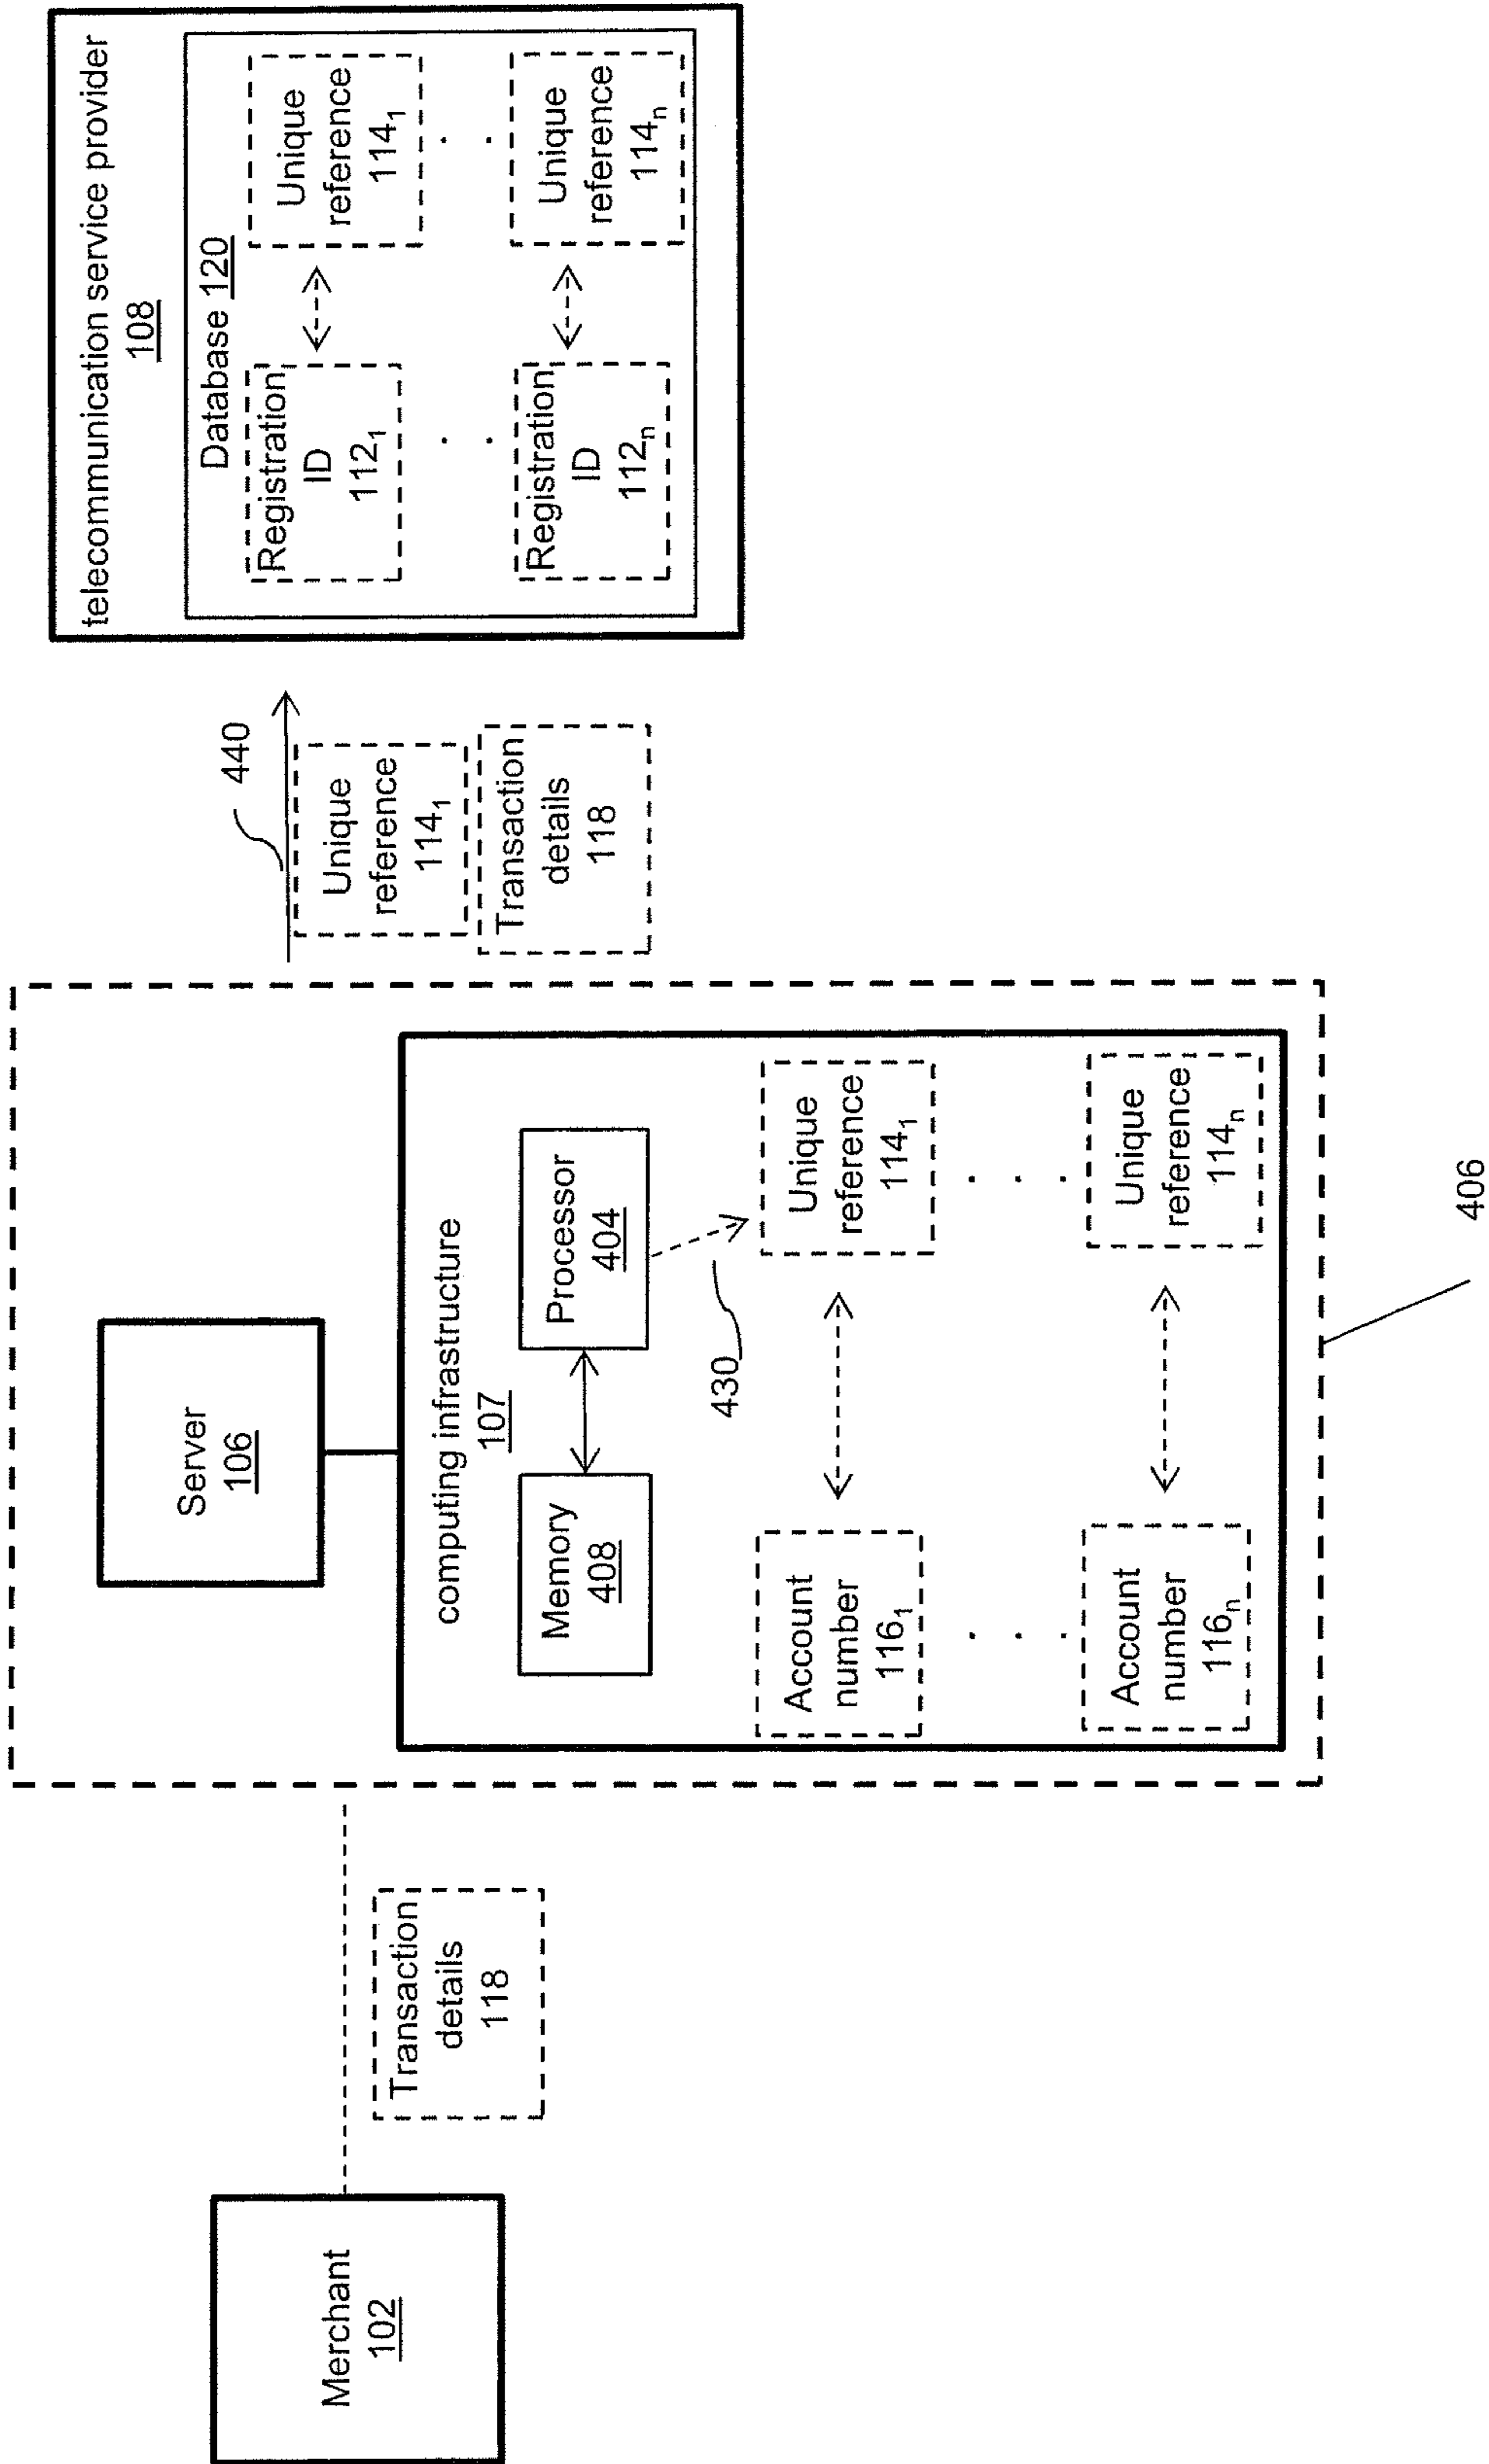 Merchant
102
Transaction
details
118
Server
106
computing infrastructure
107
Memory
408
Processor
404
430
Account
number
116₁
Unique
reference
114₁
. . .
. . .
Account
number
116ₙ
Unique
reference
114ₙ
406
440
Unique
reference
114₁
Transaction
details
118
telecommunication service provider
108
Database 120
Registration
ID
112₁
Unique
reference
114₁
. .
. .
Registration
ID
112ₙ
Unique
reference
114ₙ